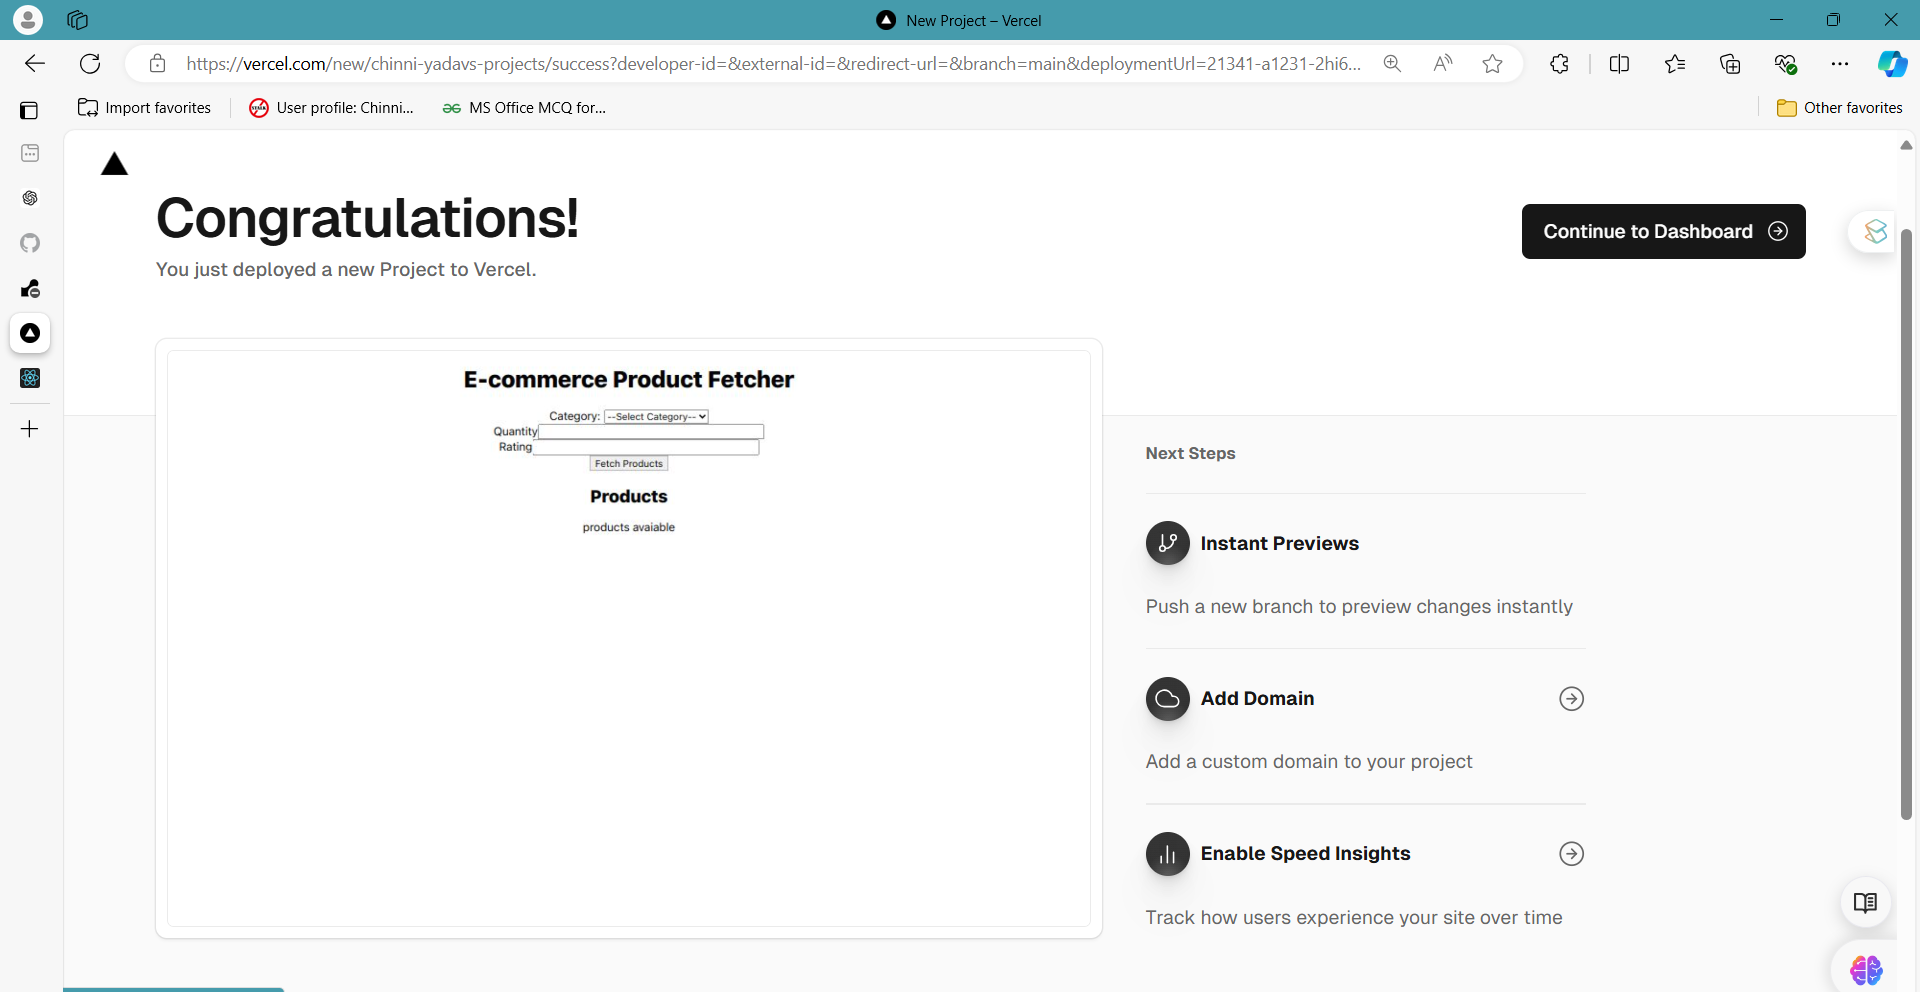 New Project – Vercel
https://vercel.com/new/chinni-yadavs-projects/success?developer-id=&external-id=&redirect-url=&branch=main&deploymentUrl=21341-a1231-2hi6...
Import favorites
User profile: Chinni...
MS Office MCQ for...
Other favorites
Congratulations!
You just deployed a new Project to Vercel.
Continue to Dashboard
E-commerce Product Fetcher
Category: --Select Category--
Quantity
Rating
Fetch Products
Products
products avaiable
Next Steps
Instant Previews
Push a new branch to preview changes instantly
Add Domain
Add a custom domain to your project
Enable Speed Insights
Track how users experience your site over time